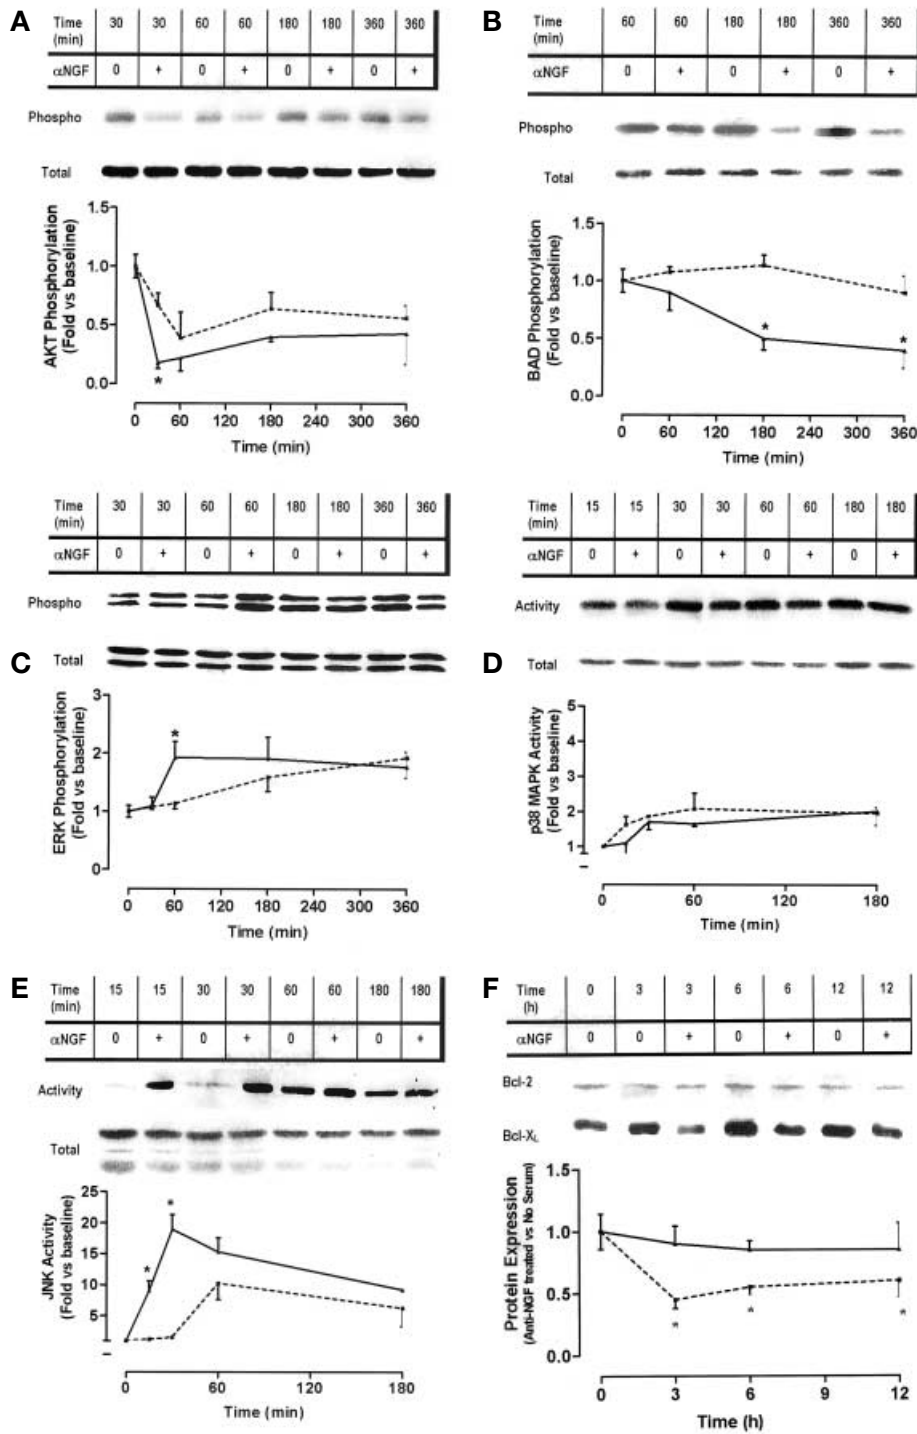 A
Time (min) 30 30 60 60 180 180 360 360
αNGF 0 + 0 + 0 + 0 +
Phospho
Total
AKT Phosphorylation
(Fold vs baseline)
1.5
1.0
0.5
0.0
*
0 60 120 180 240 300 360
Time (min)
B
Time (min) 60 60 180 180 360 360
αNGF 0 + 0 + 0 +
Phospho
Total
BAD Phosphorylation
(Fold vs baseline)
1.5
1.0
0.5
0.0
* *
0 60 120 180 240 300 360
Time (min)
C
Time (min) 30 30 60 60 180 180 360 360
αNGF 0 + 0 + 0 + 0 +
Phospho
Total
ERK Phosphorylation
(Fold vs baseline)
3
2
1
0
*
0 60 120 180 240 300 360
Time (min)
D
Time (min) 15 15 30 30 60 60 180 180
αNGF 0 + 0 + 0 + 0 +
Activity
Total
p38 MAPK Activity
(Fold vs baseline)
5
4
3
2
1
0 60 120 180
Time (min)
E
Time (min) 15 15 30 30 60 60 180 180
αNGF 0 + 0 + 0 + 0 +
Activity
Total
JNK Activity
(Fold vs baseline)
25
20
15
10
5
* *
0 60 120 180
Time (min)
F
Time (h) 0 3 3 6 6 12 12
αNGF 0 0 + 0 + 0 +
Bcl-2
Bcl-XL
Protein Expression
(Anti-NGF treated vs No Serum)
1.5
1.0
0.5
0.0
* * *
0 3 6 9 12
Time (h)